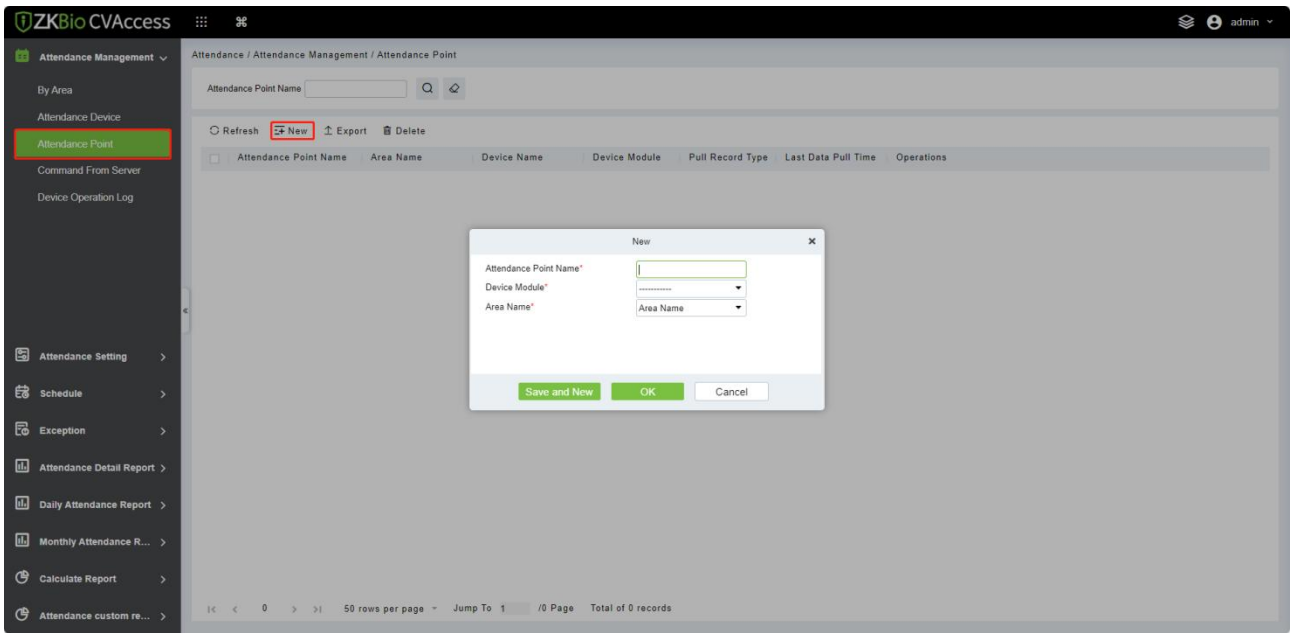 ZKBio CVAccess
admin
Attendance Management
By Area
Attendance Device
Attendance Point
Command From Server
Device Operation Log
Attendance Setting
Schedule
Exception
Attendance Detail Report
Daily Attendance Report
Monthly Attendance R...
Calculate Report
Attendance custom re...
Attendance / Attendance Management / Attendance Point
Attendance Point Name
Refresh New Export Delete
Attendance Point Name Area Name Device Name Device Module Pull Record Type Last Data Pull Time Operations
New
Attendance Point Name*
Device Module* -----------
Area Name* Area Name
Save and New OK Cancel
0 50 rows per page Jump To 1 /0 Page Total of 0 records